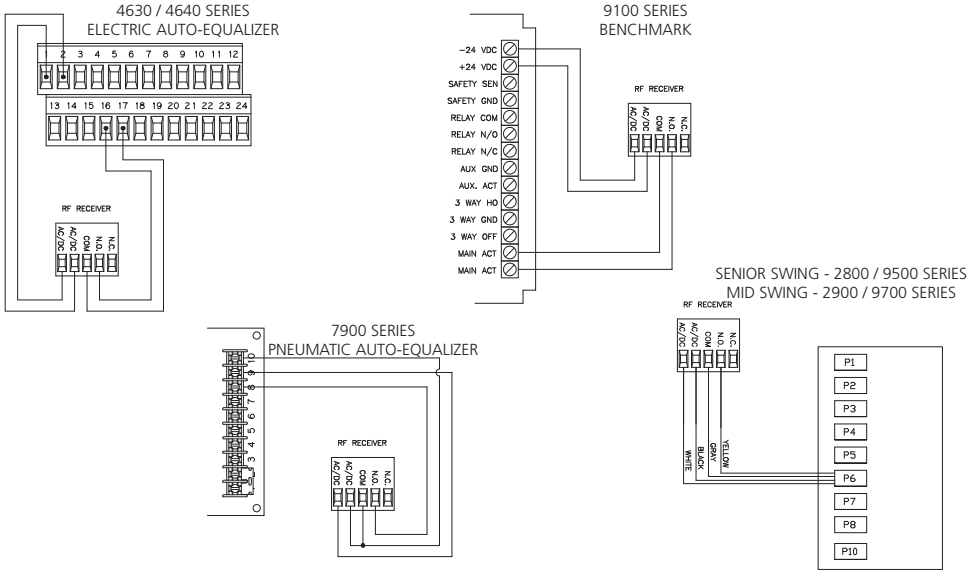 4630 / 4640 SERIES
ELECTRIC AUTO-EQUALIZER
1 2 3 4 5 6 7 8 9 10 11 12
13 14 15 16 17 18 19 20 21 22 23 24
RF RECEIVER
AC/DC
AC/DC
COM
N.O.
N.C.
9100 SERIES
BENCHMARK
-24 VDC
+24 VDC
SAFETY SEN
SAFETY GND
RELAY COM
RELAY N/O
RELAY N/C
AUX GND
AUX. ACT
3 WAY HO
3 WAY GND
3 WAY OFF
MAIN ACT
MAIN ACT
RF RECEIVER
AC/DC
AC/DC
COM
N.O.
N.C.
7900 SERIES
PNEUMATIC AUTO-EQUALIZER
10
9
8
7
6
5
4
3
2
1
RF RECEIVER
AC/DC
AC/DC
COM
N.O.
N.C.
SENIOR SWING - 2800 / 9500 SERIES
MID SWING - 2900 / 9700 SERIES
RF RECEIVER
AC/DC
AC/DC
COM
N.O.
N.C.
WHITE
BLACK
GRAY
YELLOW
P1
P2
P3
P4
P5
P6
P7
P8
P10